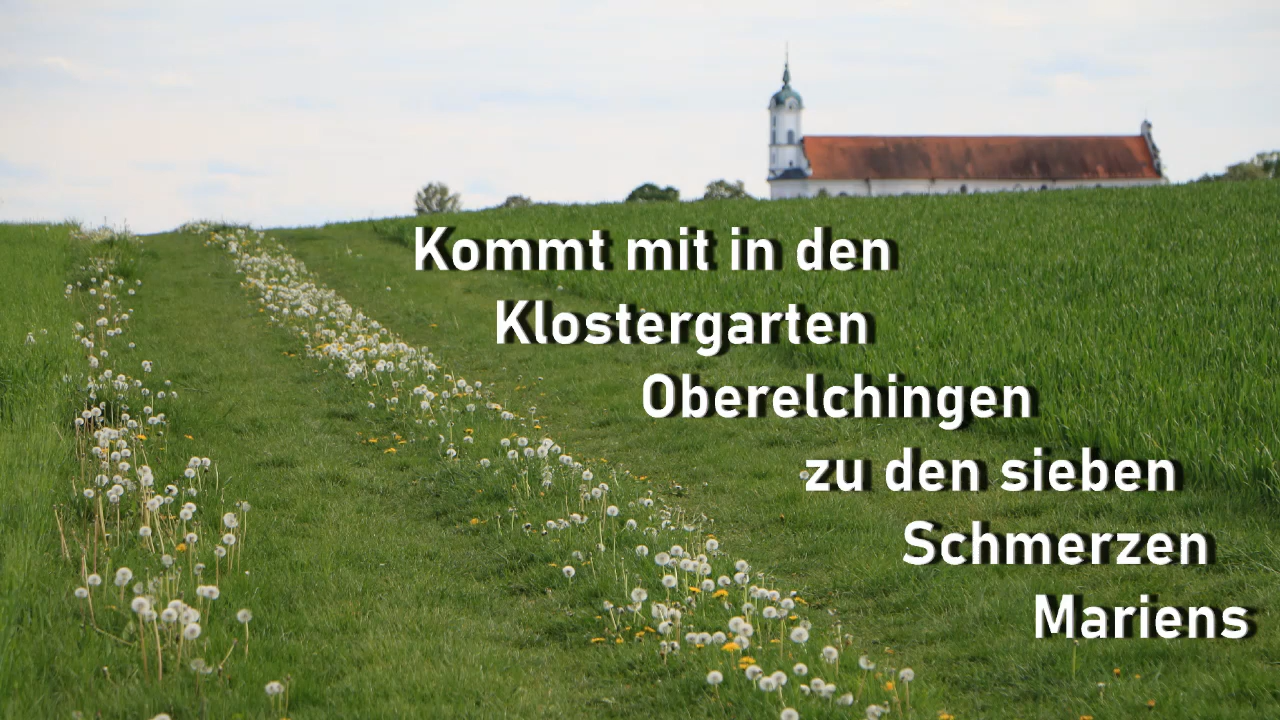 Kommt mit in den
Klostergarten
Oberelchingen
zu den sieben
Schmerzen
Mariens